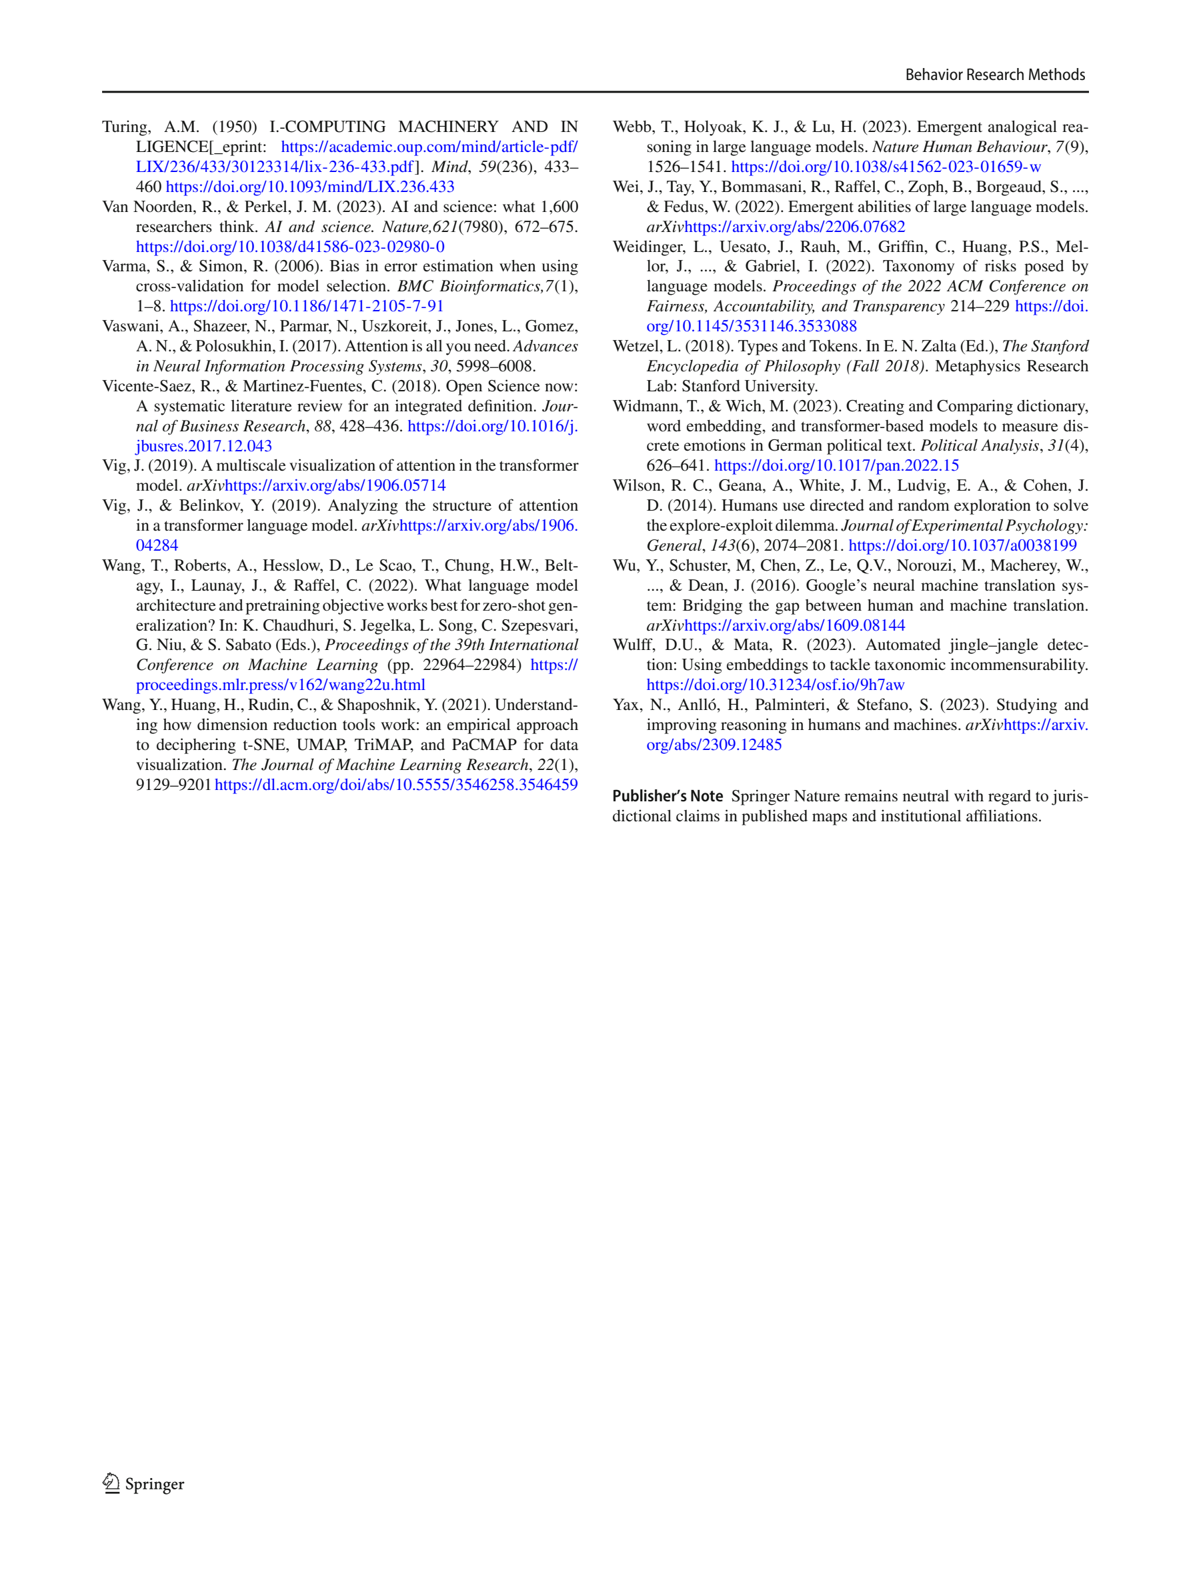 Behavior Research Methods
Turing, A.M. (1950) I.-COMPUTING MACHINERY AND IN
LIGENCE[_eprint: https://academic.oup.com/mind/article-pdf/
LIX/236/433/30123314/lix-236-433.pdf]. Mind, 59(236), 433–
460 https://doi.org/10.1093/mind/LIX.236.433
Van Noorden, R., & Perkel, J. M. (2023). AI and science: what 1,600
researchers think. AI and science. Nature,621(7980), 672–675.
https://doi.org/10.1038/d41586-023-02980-0
Varma, S., & Simon, R. (2006). Bias in error estimation when using
cross-validation for model selection. BMC Bioinformatics,7(1),
1–8. https://doi.org/10.1186/1471-2105-7-91
Vaswani, A., Shazeer, N., Parmar, N., Uszkoreit, J., Jones, L., Gomez,
A. N., & Polosukhin, I. (2017). Attention is all you need. Advances
in Neural Information Processing Systems, 30, 5998–6008.
Vicente-Saez, R., & Martinez-Fuentes, C. (2018). Open Science now:
A systematic literature review for an integrated definition. Jour-
nal of Business Research, 88, 428–436. https://doi.org/10.1016/j.
jbusres.2017.12.043
Vig, J. (2019). A multiscale visualization of attention in the transformer
model. arXivhttps://arxiv.org/abs/1906.05714
Vig, J., & Belinkov, Y. (2019). Analyzing the structure of attention
in a transformer language model. arXivhttps://arxiv.org/abs/1906.
04284
Wang, T., Roberts, A., Hesslow, D., Le Scao, T., Chung, H.W., Belt-
agy, I., Launay, J., & Raffel, C. (2022). What language model
architecture and pretraining objective works best for zero-shot gen-
eralization? In: K. Chaudhuri, S. Jegelka, L. Song, C. Szepesvari,
G. Niu, & S. Sabato (Eds.), Proceedings of the 39th International
Conference on Machine Learning (pp. 22964–22984) https://
proceedings.mlr.press/v162/wang22u.html
Wang, Y., Huang, H., Rudin, C., & Shaposhnik, Y. (2021). Understand-
ing how dimension reduction tools work: an empirical approach
to deciphering t-SNE, UMAP, TriMAP, and PaCMAP for data
visualization. The Journal of Machine Learning Research, 22(1),
9129–9201 https://dl.acm.org/doi/abs/10.5555/3546258.3546459
Webb, T., Holyoak, K. J., & Lu, H. (2023). Emergent analogical rea-
soning in large language models. Nature Human Behaviour, 7(9),
1526–1541. https://doi.org/10.1038/s41562-023-01659-w
Wei, J., Tay, Y., Bommasani, R., Raffel, C., Zoph, B., Borgeaud, S., ...,
& Fedus, W. (2022). Emergent abilities of large language models.
arXivhttps://arxiv.org/abs/2206.07682
Weidinger, L., Uesato, J., Rauh, M., Griffin, C., Huang, P.S., Mel-
lor, J., ..., & Gabriel, I. (2022). Taxonomy of risks posed by
language models. Proceedings of the 2022 ACM Conference on
Fairness, Accountability, and Transparency 214–229 https://doi.
org/10.1145/3531146.3533088
Wetzel, L. (2018). Types and Tokens. In E. N. Zalta (Ed.), The Stanford
Encyclopedia of Philosophy (Fall 2018). Metaphysics Research
Lab: Stanford University.
Widmann, T., & Wich, M. (2023). Creating and Comparing dictionary,
word embedding, and transformer-based models to measure dis-
crete emotions in German political text. Political Analysis, 31(4),
626–641. https://doi.org/10.1017/pan.2022.15
Wilson, R. C., Geana, A., White, J. M., Ludvig, E. A., & Cohen, J.
D. (2014). Humans use directed and random exploration to solve
the explore-exploit dilemma. Journal of Experimental Psychology:
General, 143(6), 2074–2081. https://doi.org/10.1037/a0038199
Wu, Y., Schuster, M, Chen, Z., Le, Q.V., Norouzi, M., Macherey, W.,
..., & Dean, J. (2016). Google’s neural machine translation sys-
tem: Bridging the gap between human and machine translation.
arXivhttps://arxiv.org/abs/1609.08144
Wulff, D.U., & Mata, R. (2023). Automated jingle–jangle detec-
tion: Using embeddings to tackle taxonomic incommensurability.
https://doi.org/10.31234/osf.io/9h7aw
Yax, N., Anlló, H., Palminteri, & Stefano, S. (2023). Studying and
improving reasoning in humans and machines. arXivhttps://arxiv.
org/abs/2309.12485
Publisher’s Note Springer Nature remains neutral with regard to juris-
dictional claims in published maps and institutional affiliations.
Springer